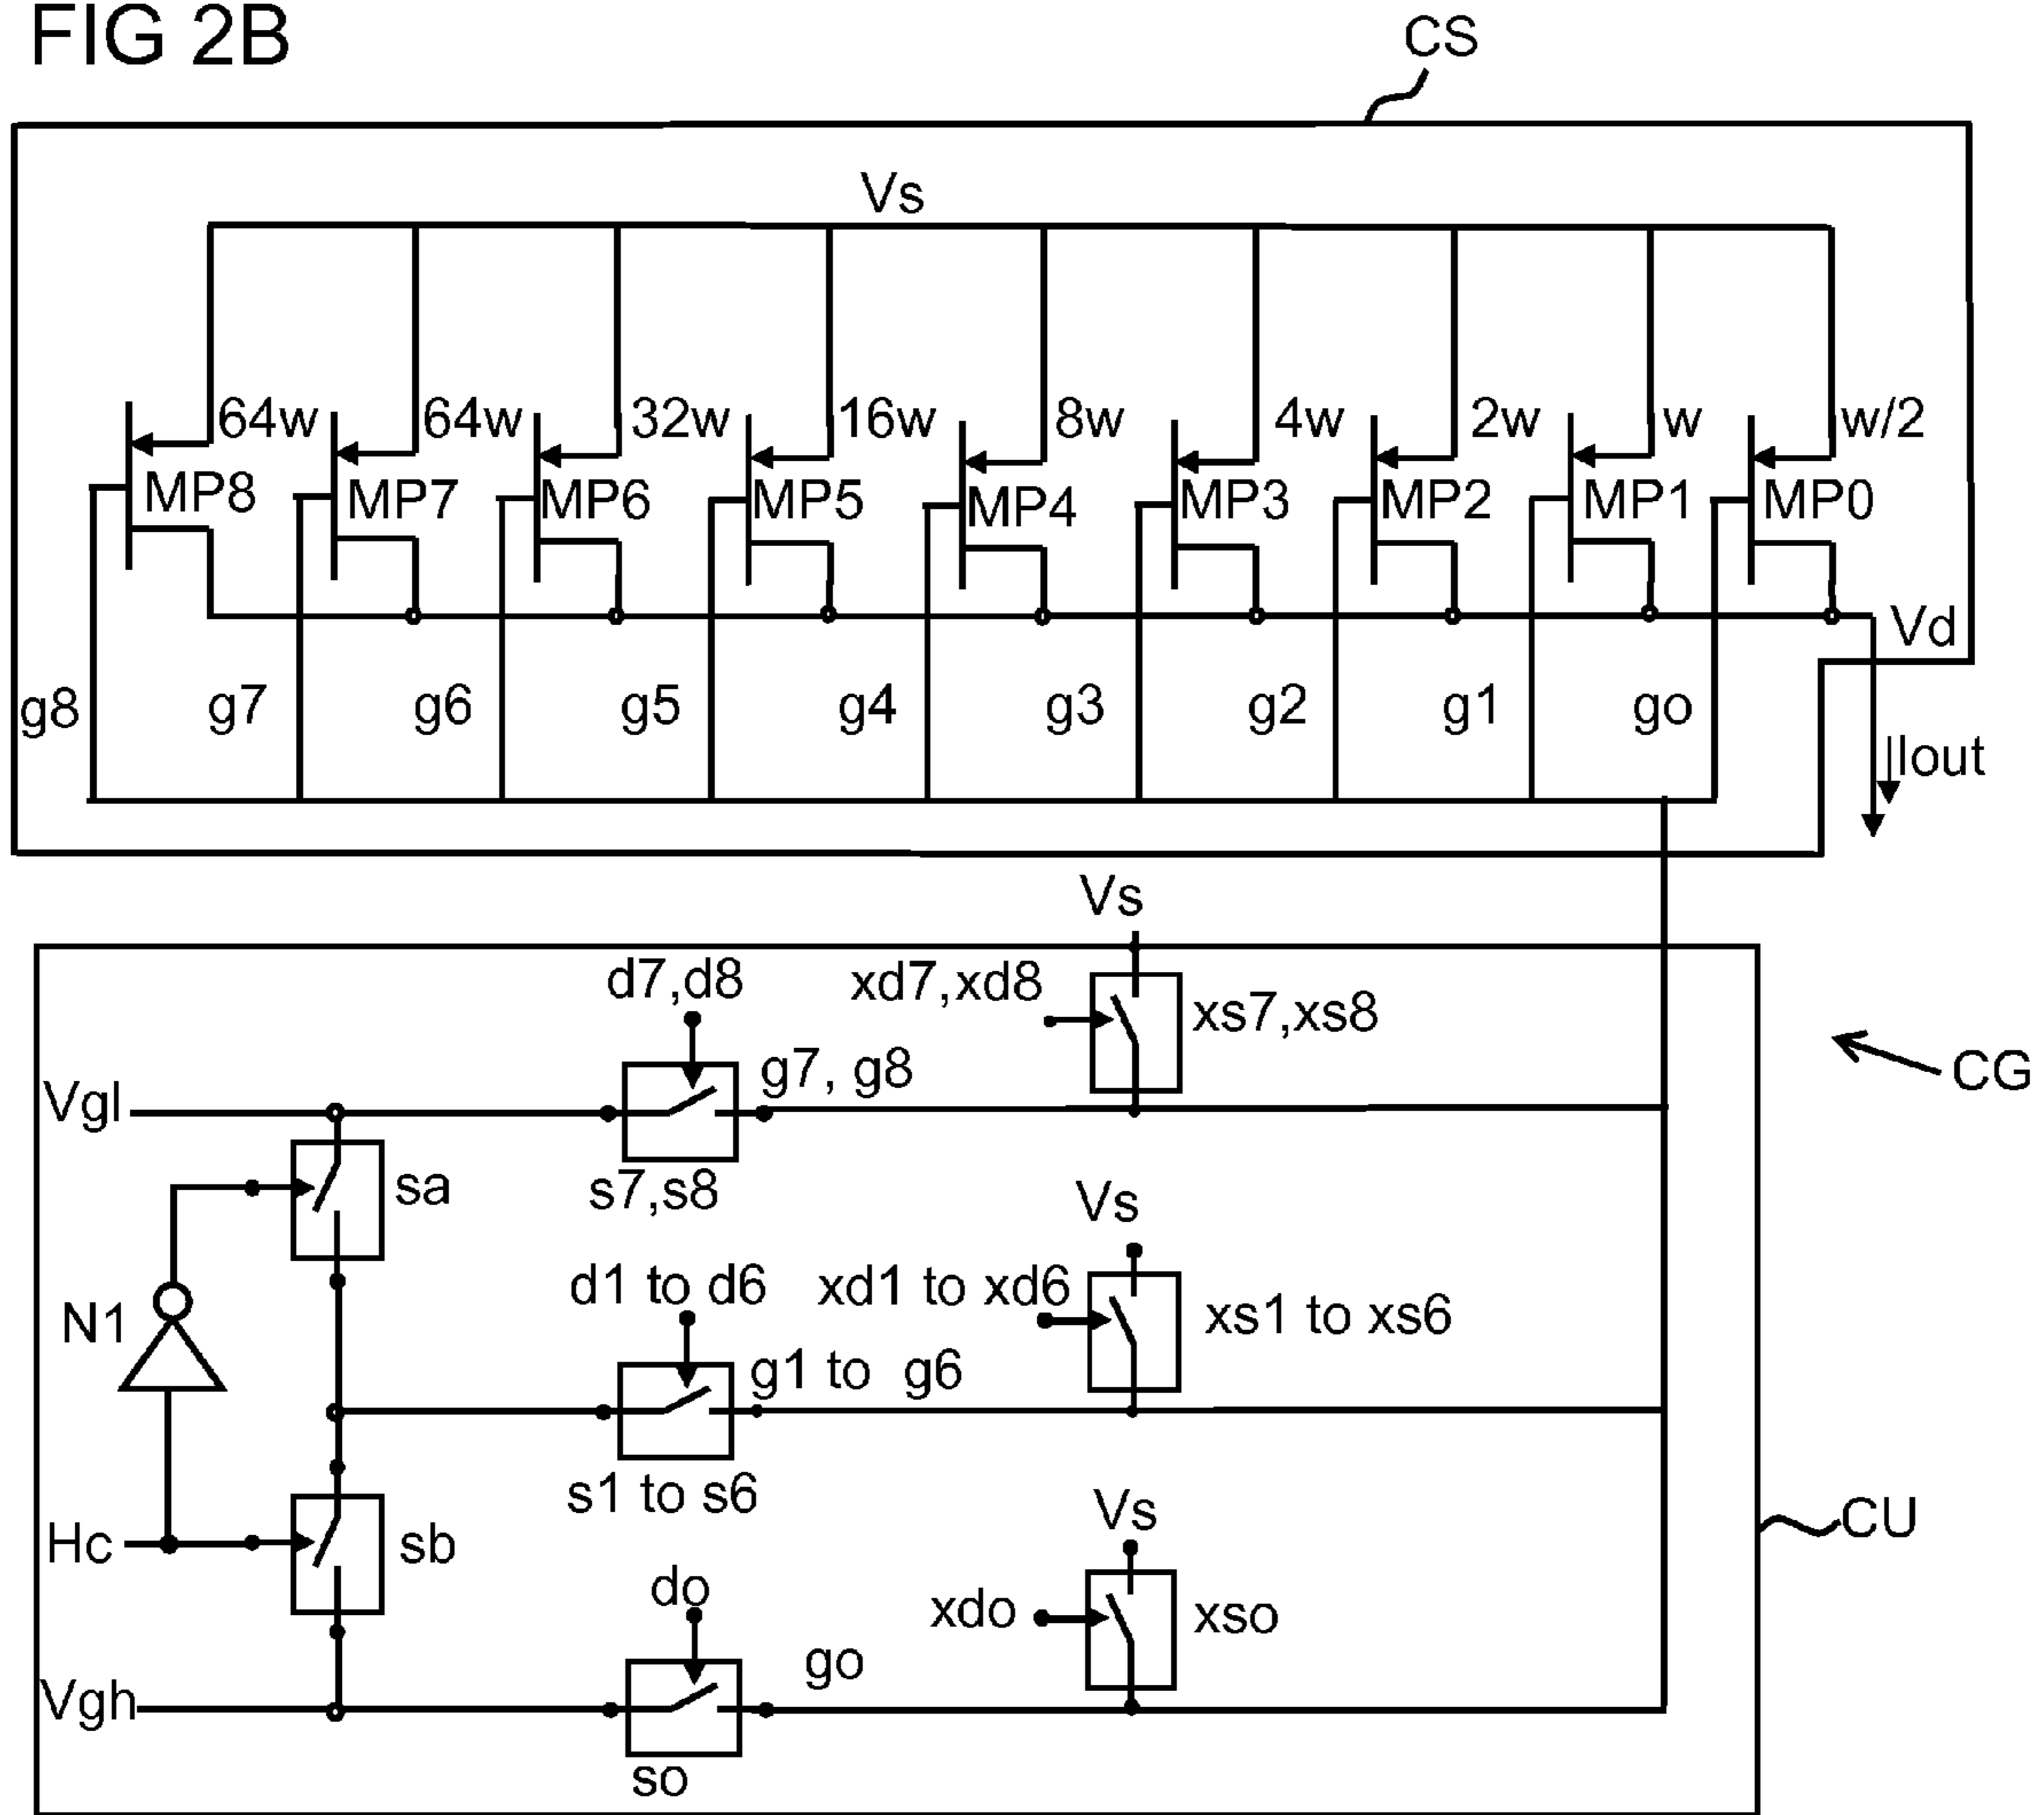 FIG 2B
CS
Vs
64w 64w 32w 16w 8w 4w 2w w w/2
MP8 MP7 MP6 MP5 MP4 MP3 MP2 MP1 MP0
Vd
g8 g7 g6 g5 g4 g3 g2 g1 go
Iout
Vs
d7,d8 xd7,xd8 xs7,xs8
g7, g8
CG
Vgl
sa
s7,s8
Vs
d1 to d6 xd1 to xd6 xs1 to xs6
N1
g1 to g6
s1 to s6
Vs
CU
Hc sb
do xdo xso
go
Vgh
so